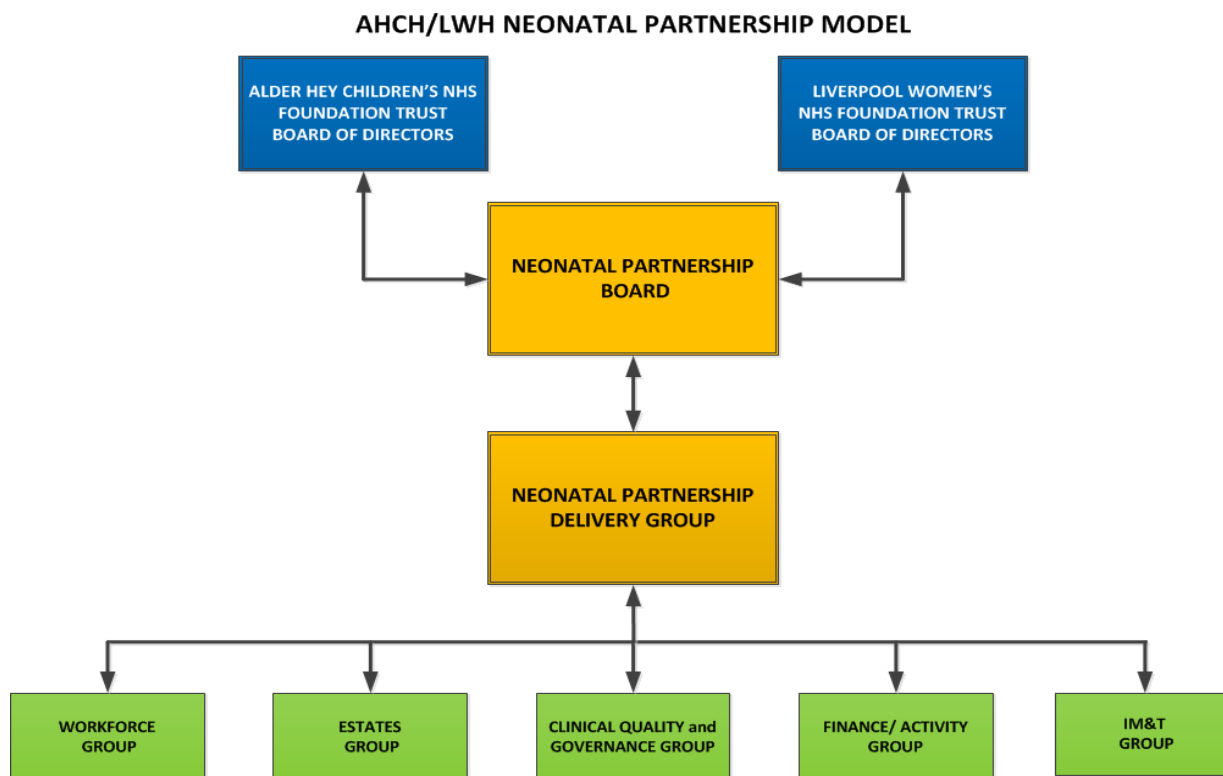 AHCH/LWH NEONATAL PARTNERSHIP MODEL
ALDER HEY CHILDREN’S NHS
FOUNDATION TRUST
BOARD OF DIRECTORS
LIVERPOOL WOMEN’S
NHS FOUNDATION TRUST
BOARD OF DIRECTORS
NEONATAL PARTNERSHIP
BOARD
NEONATAL PARTNERSHIP
DELIVERY GROUP
WORKFORCE
GROUP
ESTATES
GROUP
CLINICAL QUALITY and
GOVERNANCE GROUP
FINANCE/ ACTIVITY
GROUP
IM&T
GROUP